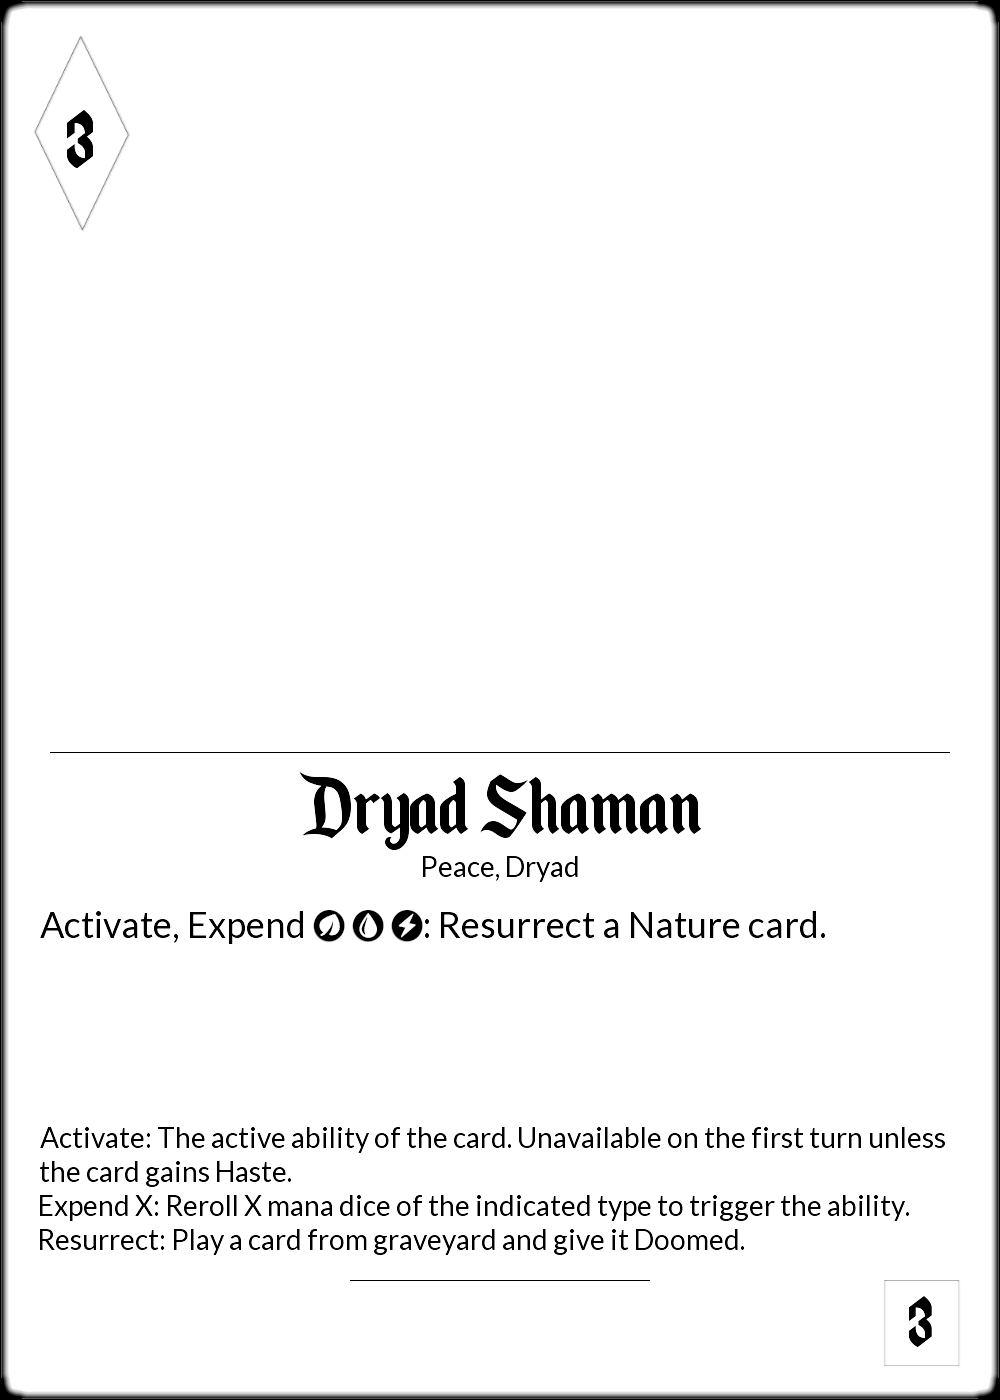 3
Dryad Shaman
Peace, Dryad
Activate, Expend : Resurrect a Nature card.
Activate: The active ability of the card. Unavailable on the first turn unless
the card gains Haste.
Expend X: Reroll X mana dice of the indicated type to trigger the ability.
Resurrect: Play a card from graveyard and give it Doomed.
3